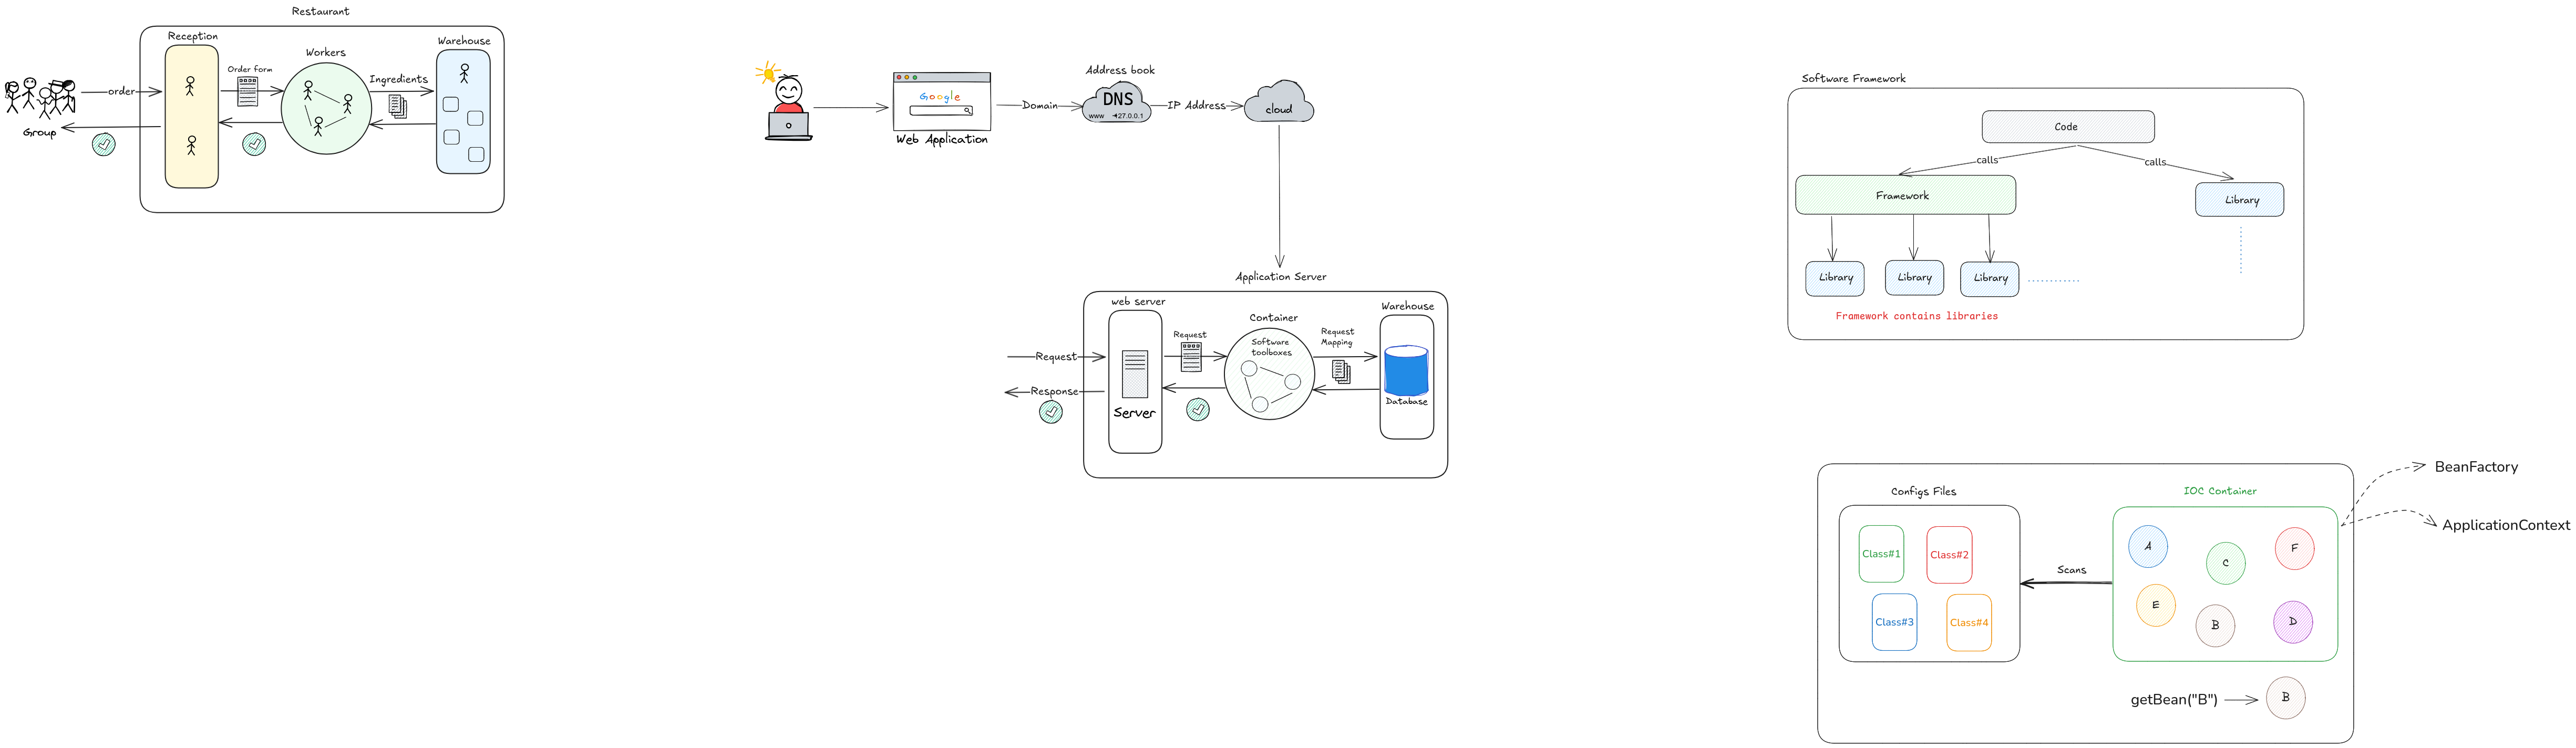 Restaurant
Reception
Workers
Warehouse
Order form
Ingredients
order
Group
Google
Web Application
Domain
Address book
DNS
www 127.0.0.1
IP Address
cloud
Application Server
web server
Container
Warehouse
Request
Request
Mapping
Software
toolboxes
Request
Response
Server
Database
Software Framework
Code
calls
calls
Framework
Library
Library
Library
Library
Framework contains libraries
Configs Files
IOC Container
BeanFactory
ApplicationContext
Class#1
Class#2
Class#3
Class#4
Scans
A
C
F
E
B
D
getBean("B")
B